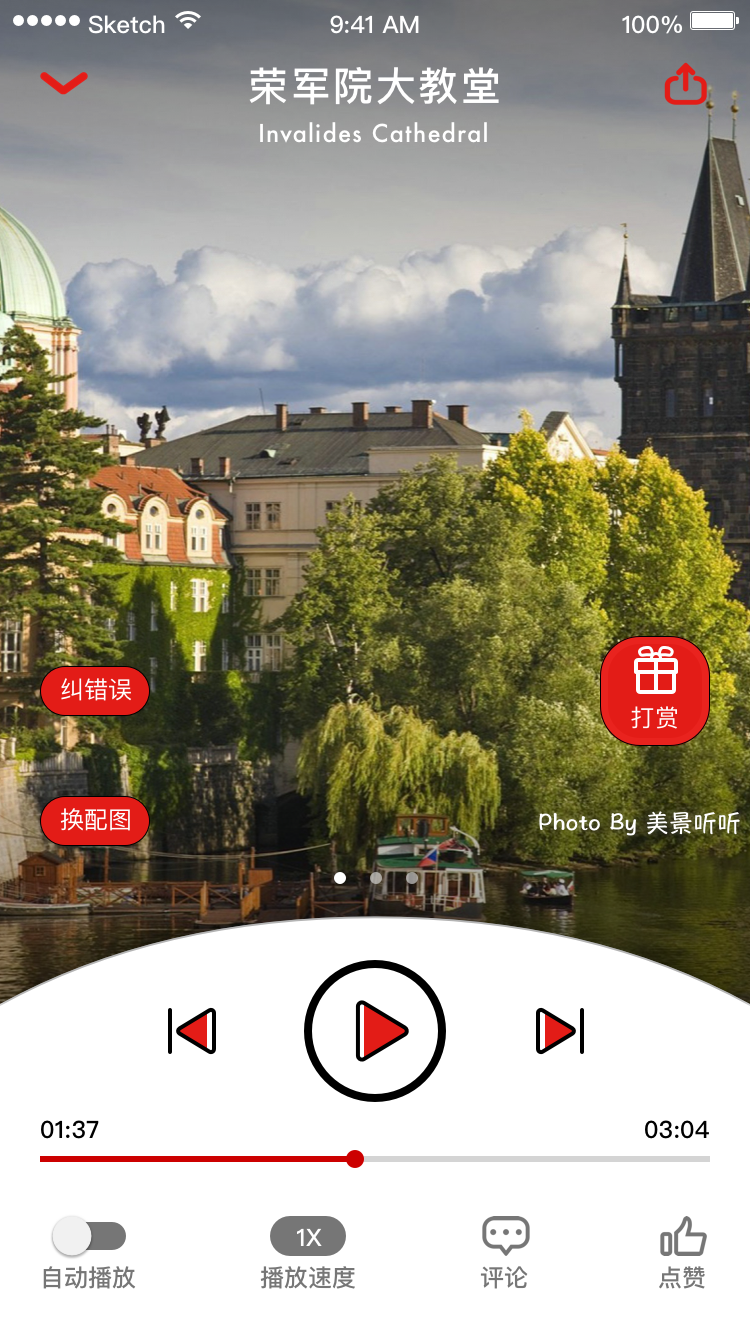 Sketch 9:41 AM 100%
荣军院大教堂
Invalides Cathedral
纠错误
打赏
换配图
Photo By 美景听听
01:37 03:04
1X
自动播放 播放速度 评论 点赞